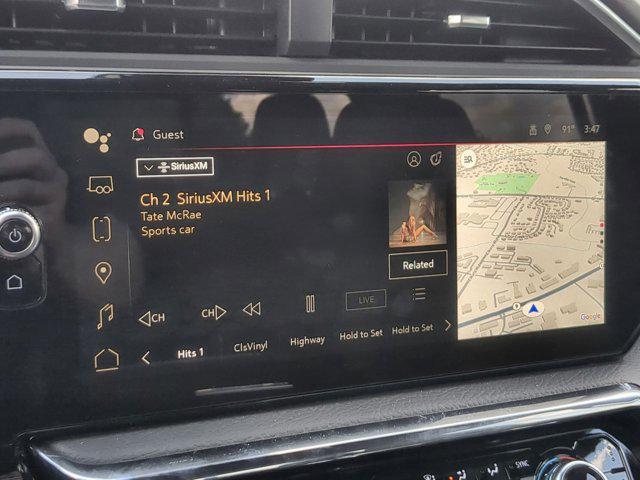 Guest
91° 3:47
SiriusXM
Ch 2 SiriusXM Hits 1
Tate McRae
Sports car
Related
CH CH LIVE
Hits 1 ClsVinyl Highway Hold to Set Hold to Set
Google
SYNC